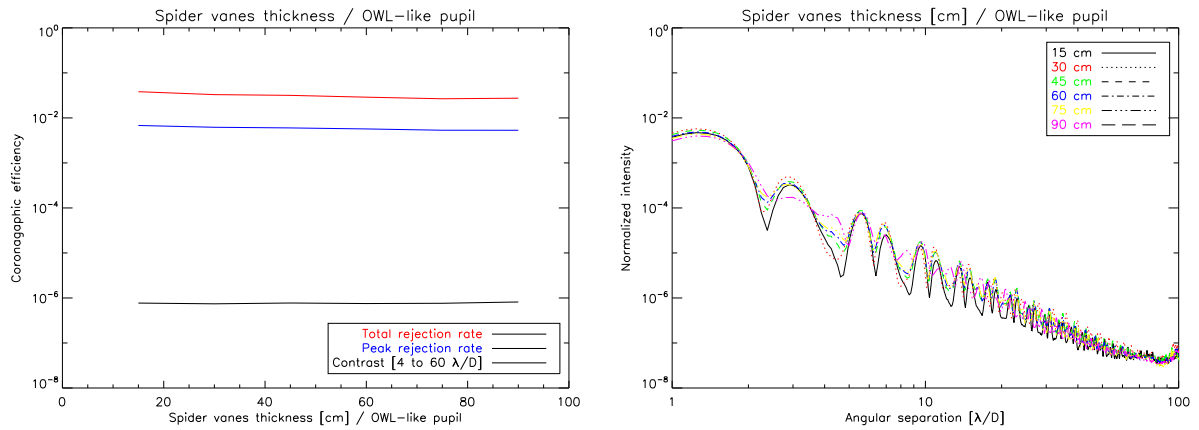 Spider vanes thickness / OWL-like pupil
10⁰
10⁻²
10⁻⁴
10⁻⁶
10⁻⁸
Coronagraphic efficiency
Total rejection rate
Peak rejection rate
Contrast [4 to 60 λ/D]
0 20 40 60 80 100
Spider vanes thickness [cm] / OWL-like pupil
Spider vanes thickness [cm] / OWL-like pupil
10⁰
10⁻²
10⁻⁴
10⁻⁶
10⁻⁸
Normalized intensity
15 cm
30 cm
45 cm
60 cm
75 cm
90 cm
1 10 100
Angular separation [λ/D]